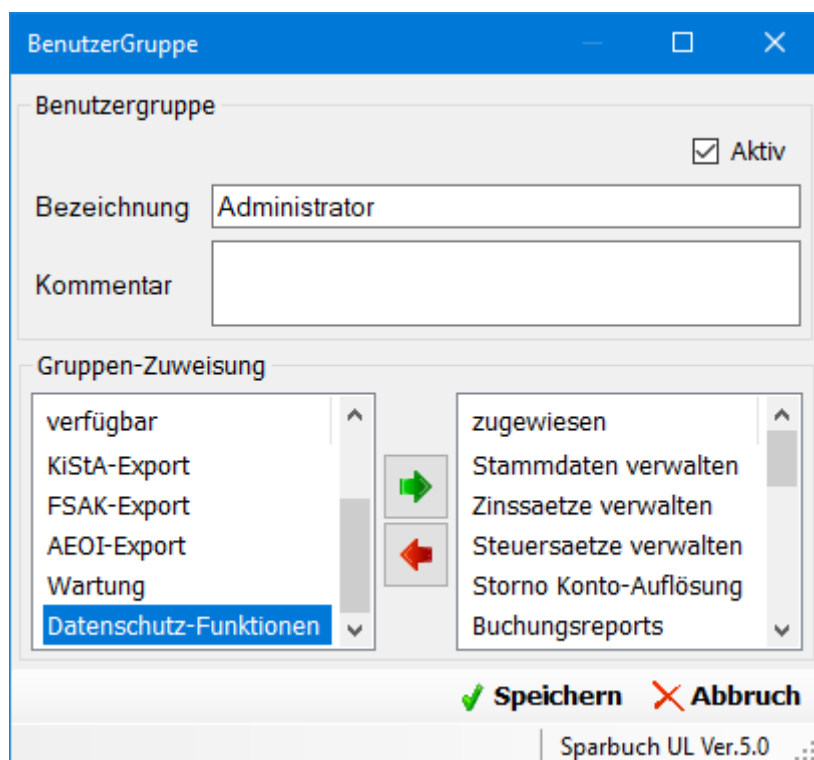 BenutzerGruppe
Benutzergruppe
Aktiv
Bezeichnung Administrator
Kommentar
Gruppen-Zuweisung
verfügbar
KiStA-Export
FSAK-Export
AEOI-Export
Wartung
Datenschutz-Funktionen
zugewiesen
Stammdaten verwalten
Zinssaetze verwalten
Steuersaetze verwalten
Storno Konto-Auflösung
Buchungsreports
Speichern Abbruch
Sparbuch UL Ver.5.0